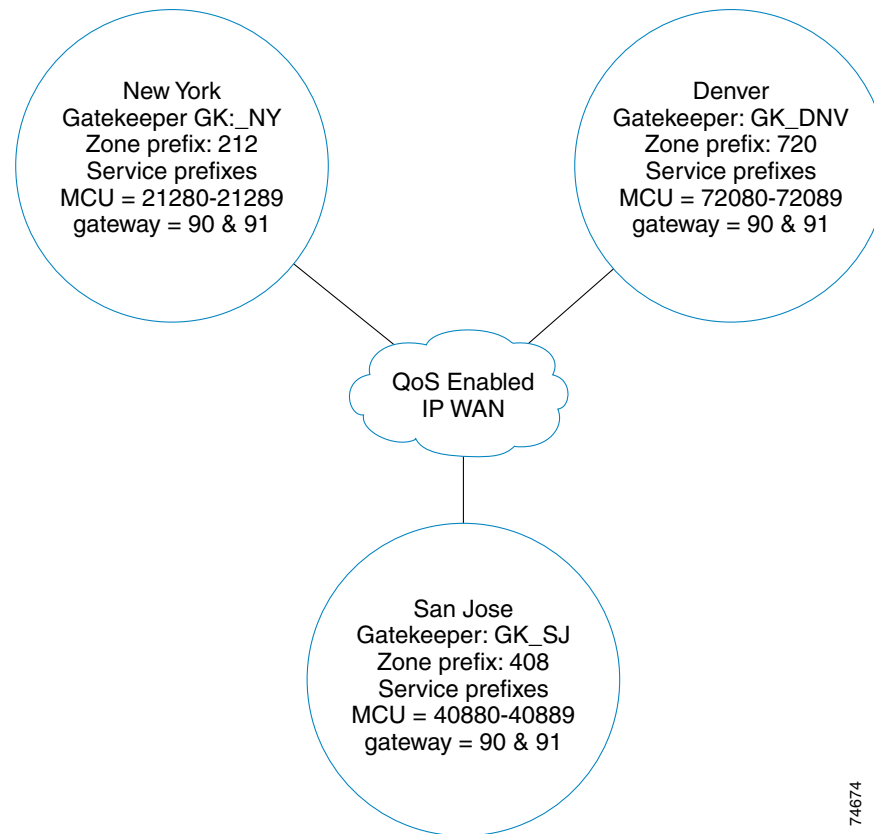 New York
Gatekeeper GK:_NY
Zone prefix: 212
Service prefixes
MCU = 21280-21289
gateway = 90 & 91
Denver
Gatekeeper: GK_DNV
Zone prefix: 720
Service prefixes
MCU = 72080-72089
gateway = 90 & 91
QoS Enabled
IP WAN
San Jose
Gatekeeper: GK_SJ
Zone prefix: 408
Service prefixes
MCU = 40880-40889
gateway = 90 & 91
74674